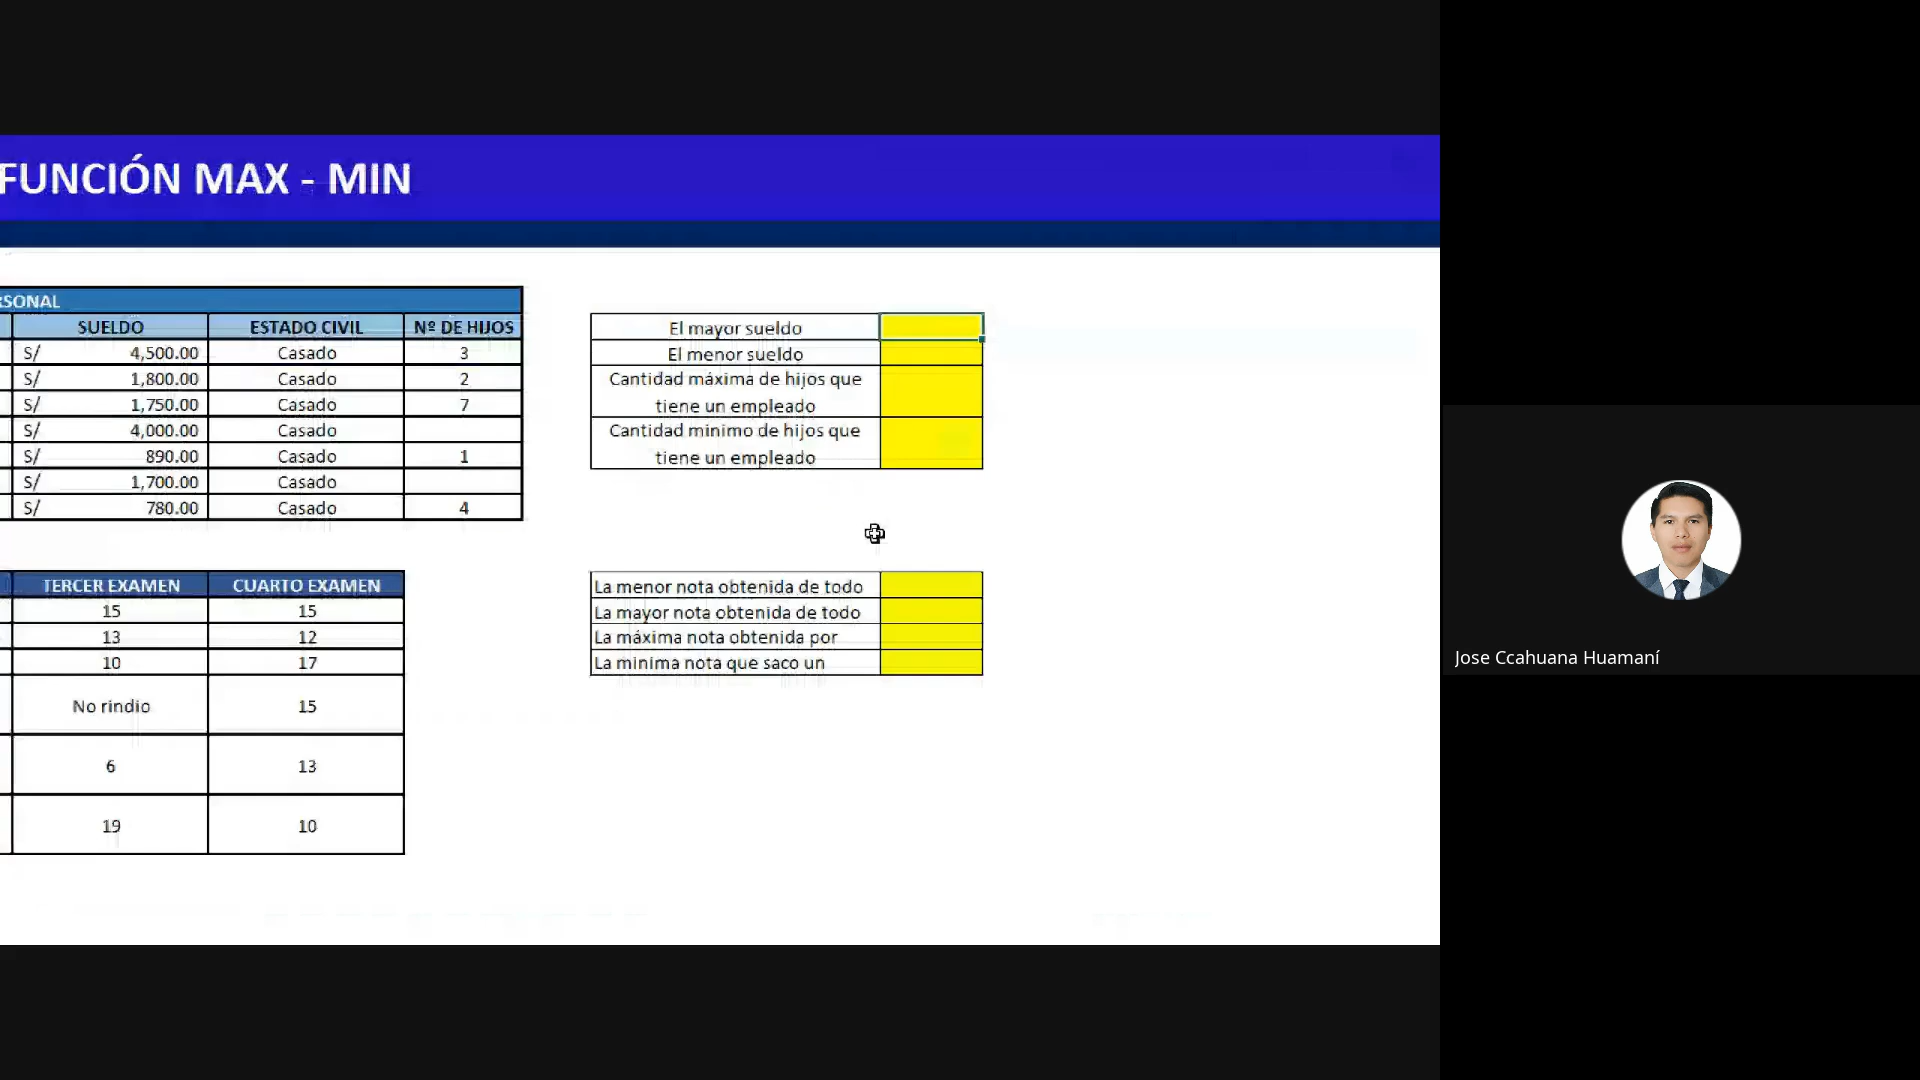 FUNCIÓN MAX - MIN
RSONAL
SUELDO ESTADO CIVIL Nº DE HIJOS
S/ 4,500.00 Casado 3
S/ 1,800.00 Casado 2
S/ 1,750.00 Casado 7
S/ 4,000.00 Casado
S/ 890.00 Casado 1
S/ 1,700.00 Casado
S/ 780.00 Casado 4
El mayor sueldo
El menor sueldo
Cantidad máxima de hijos que
tiene un empleado
Cantidad minimo de hijos que
tiene un empleado
TERCER EXAMEN CUARTO EXAMEN
15 15
13 12
10 17
No rindio 15
6 13
19 10
La menor nota obtenida de todo
La mayor nota obtenida de todo
La máxima nota obtenida por
La minima nota que saco un
Jose Ccahuana Huamaní